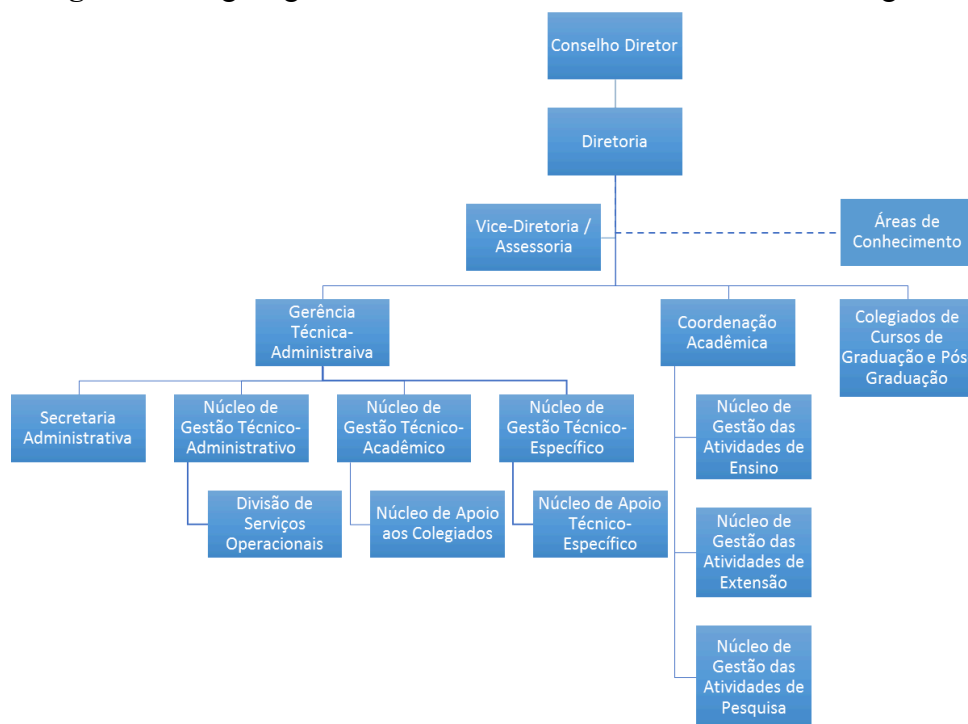 Conselho Diretor
Diretoria
Vice-Diretoria /
Assessoria
Áreas de
Conhecimento
Gerência
Técnica-
Administraiva
Coordenação
Acadêmica
Colegiados de
Cursos de
Graduação e Pós
Graduação
Secretaria
Administrativa
Núcleo de
Gestão Técnico-
Administrativo
Núcleo de
Gestão Técnico-
Acadêmico
Núcleo de
Gestão Técnico-
Específico
Núcleo de
Gestão das
Atividades de
Ensino
Divisão de
Serviços
Operacionais
Núcleo de Apoio
aos Colegiados
Núcleo de Apoio
Técnico-
Específico
Núcleo de
Gestão das
Atividades de
Extensão
Núcleo de
Gestão das
Atividades de
Pesquisa